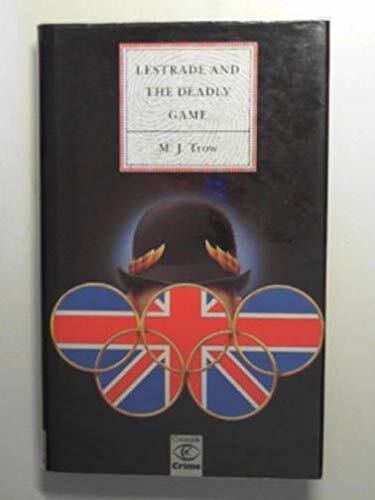 LESTRADE AND
THE DEADLY
GAME
M. J. Trow
Constable
Crime